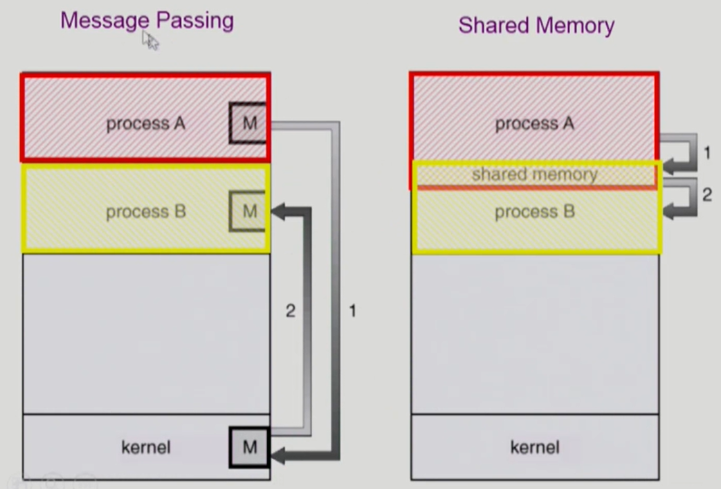 Message Passing
process A
M
process B
M
2
1
kernel
M
Shared Memory
process A
1
shared memory
2
process B
kernel